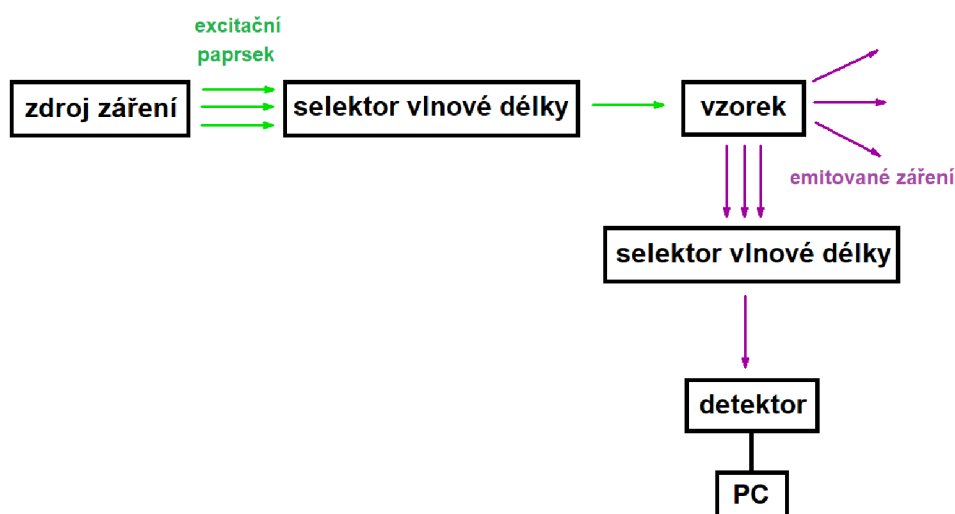 excitační
paprsek
zdroj záření
selektor vlnové délky
vzorek
emitované záření
selektor vlnové délky
detektor
PC